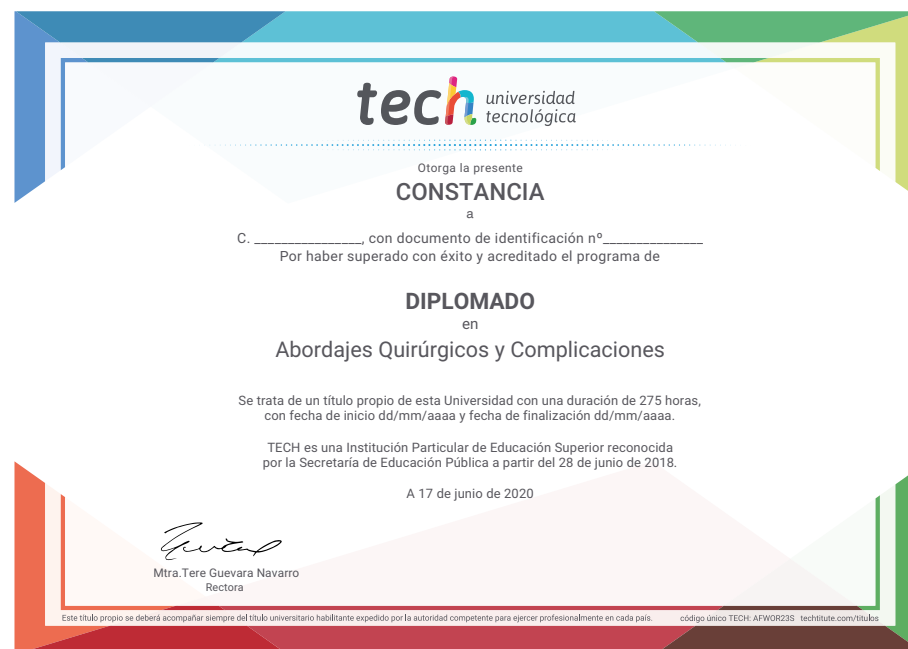 tech universidad
tecnológica
Otorga la presente
CONSTANCIA
a
C. ________________, con documento de identificación nº_______________
Por haber superado con éxito y acreditado el programa de
DIPLOMADO
en
Abordajes Quirúrgicos y Complicaciones
Se trata de un título propio de esta Universidad con una duración de 275 horas,
con fecha de inicio dd/mm/aaaa y fecha de finalización dd/mm/aaaa.
TECH es una Institución Particular de Educación Superior reconocida
por la Secretaría de Educación Pública a partir del 28 de junio de 2018.
A 17 de junio de 2020
Mtra.Tere Guevara Navarro
Rectora
Este título propio se deberá acompañar siempre del título universitario habilitante expedido por la autoridad competente para ejercer profesionalmente en cada país. código único TECH: AFWOR23S techtitute.com/titulos